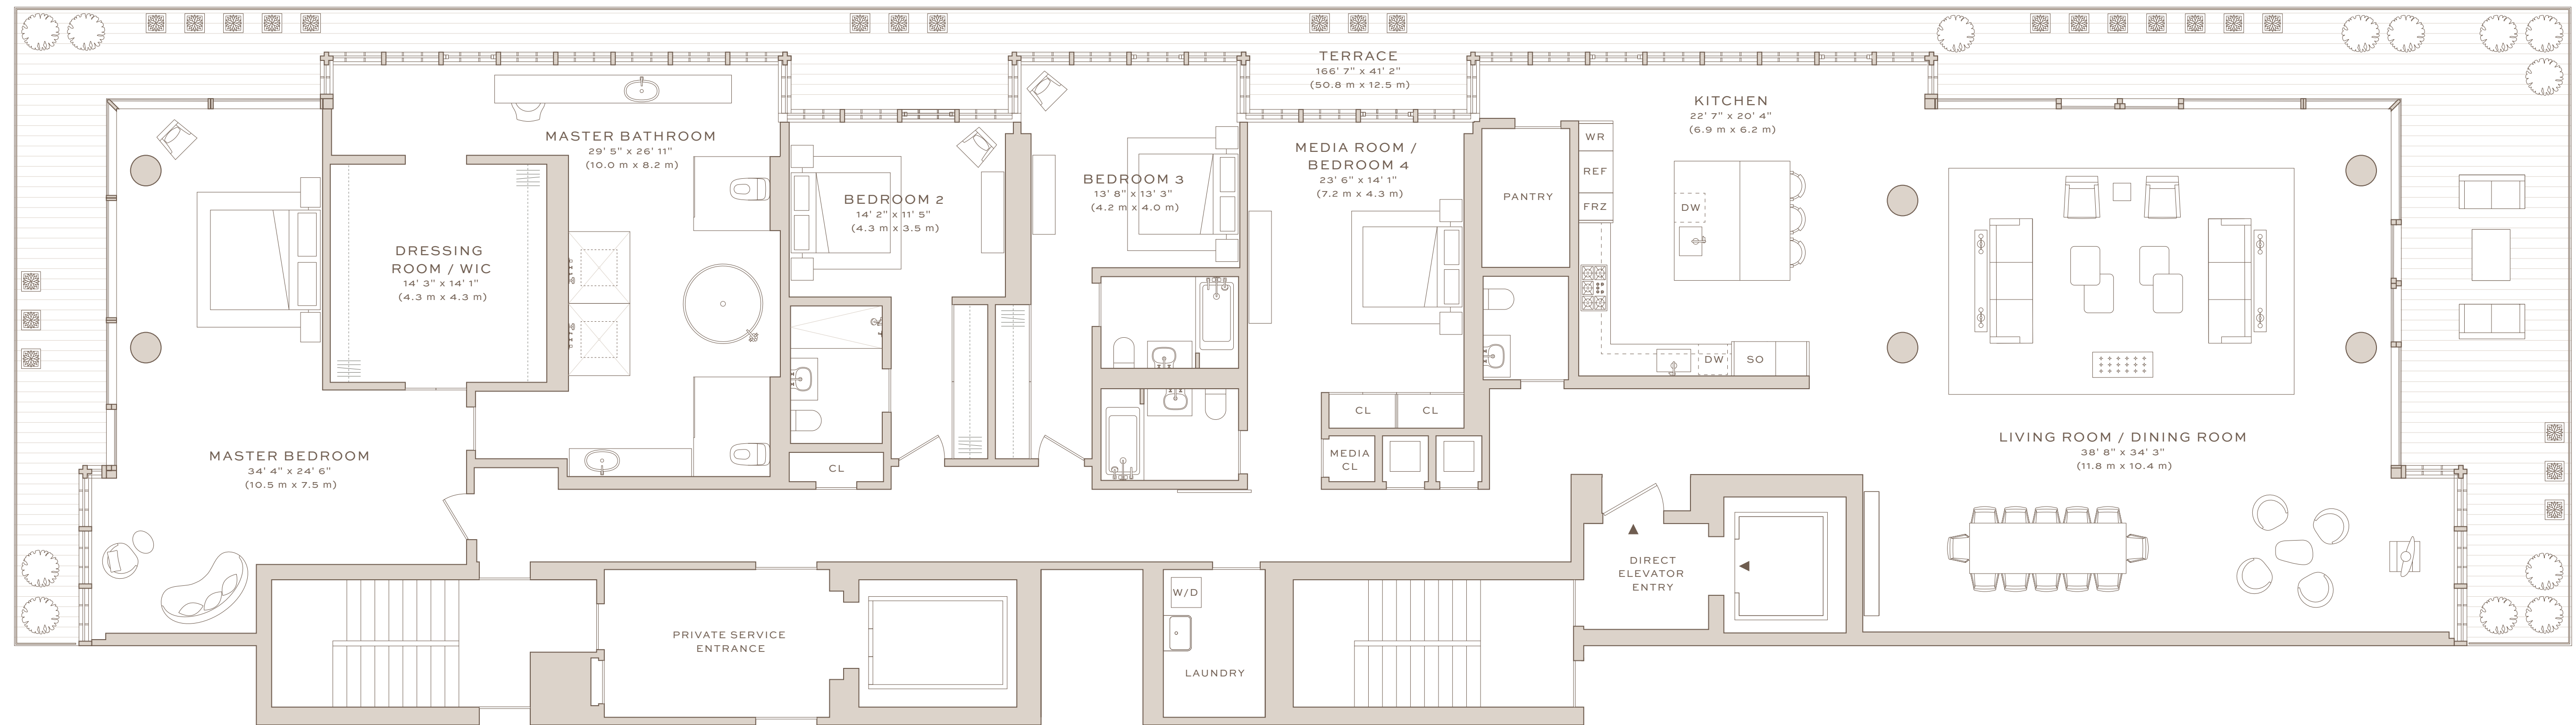 TERRACE
166' 7" x 41' 2"
(50.8 m x 12.5 m)
KITCHEN
22' 7" x 20' 4"
(6.9 m x 6.2 m)
MASTER BATHROOM
29' 5" x 26' 11"
(10.0 m x 8.2 m)
MEDIA ROOM /
BEDROOM 4
23' 6" x 14' 1"
(7.2 m x 4.3 m)
WR
REF
FRZ
PANTRY
DW
BEDROOM 2
14' 2" x 11' 5"
(4.3 m x 3.5 m)
BEDROOM 3
13' 8" x 13' 3"
(4.2 m x 4.0 m)
DRESSING
ROOM / WIC
14' 3" x 14' 1"
(4.3 m x 4.3 m)
DW
SO
CL
CL
MASTER BEDROOM
34' 4" x 24' 6"
(10.5 m x 7.5 m)
CL
MEDIA
CL
LIVING ROOM / DINING ROOM
38' 8" x 34' 3"
(11.8 m x 10.4 m)
DIRECT
ELEVATOR
ENTRY
W/D
PRIVATE SERVICE
ENTRANCE
LAUNDRY